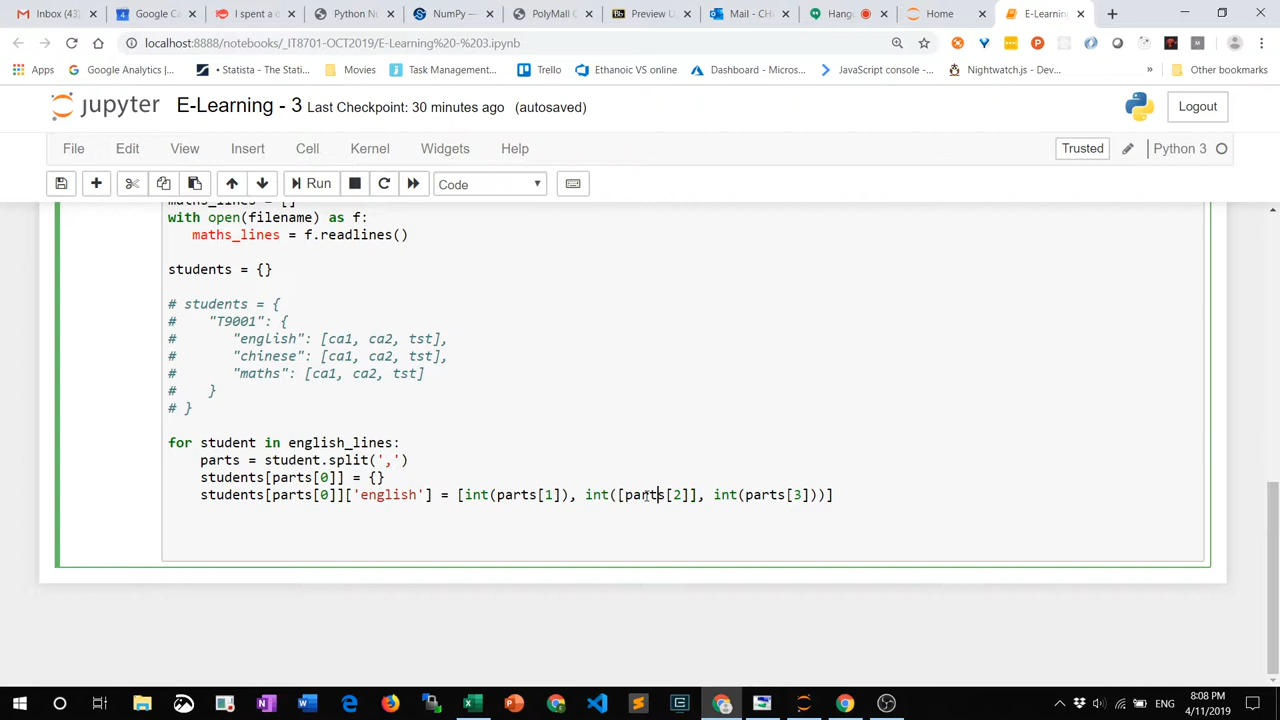 Inbox (43)
Google Ca
I spent a d
Python Nu
NumPy —
PolyMall C
Preview U
Mail - CH
Hang
Home
E-Learning
localhost:8888/notebooks/_IT8701-OCT2019/E-Learning%20-%203.ipynb
Apps
Google Analytics |...
Statista - The Stati...
Movies
Task Management...
Trello
Ethanoic VS online
Dashboard - Micros...
JavaScript console -...
Nightwatch.js - Dev...
»
Other bookmarks
jupyter E-Learning - 3 Last Checkpoint: 30 minutes ago (autosaved)
Logout
File Edit View Insert Cell Kernel Widgets Help
Trusted
Python 3
Run
Code
maths_lines = []
with open(filename) as f:
maths_lines = f.readlines()
students = {}
# students = {
# "T9001": {
# "english": [ca1, ca2, tst],
# "chinese": [ca1, ca2, tst],
# "maths": [ca1, ca2, tst]
# }
# }
for student in english_lines:
parts = student.split(',')
students[parts[0]] = {}
students[parts[0]]['english'] = [int(parts[1]), int([parts[2]], int(parts[3]))]
ENG
8:08 PM
4/11/2019